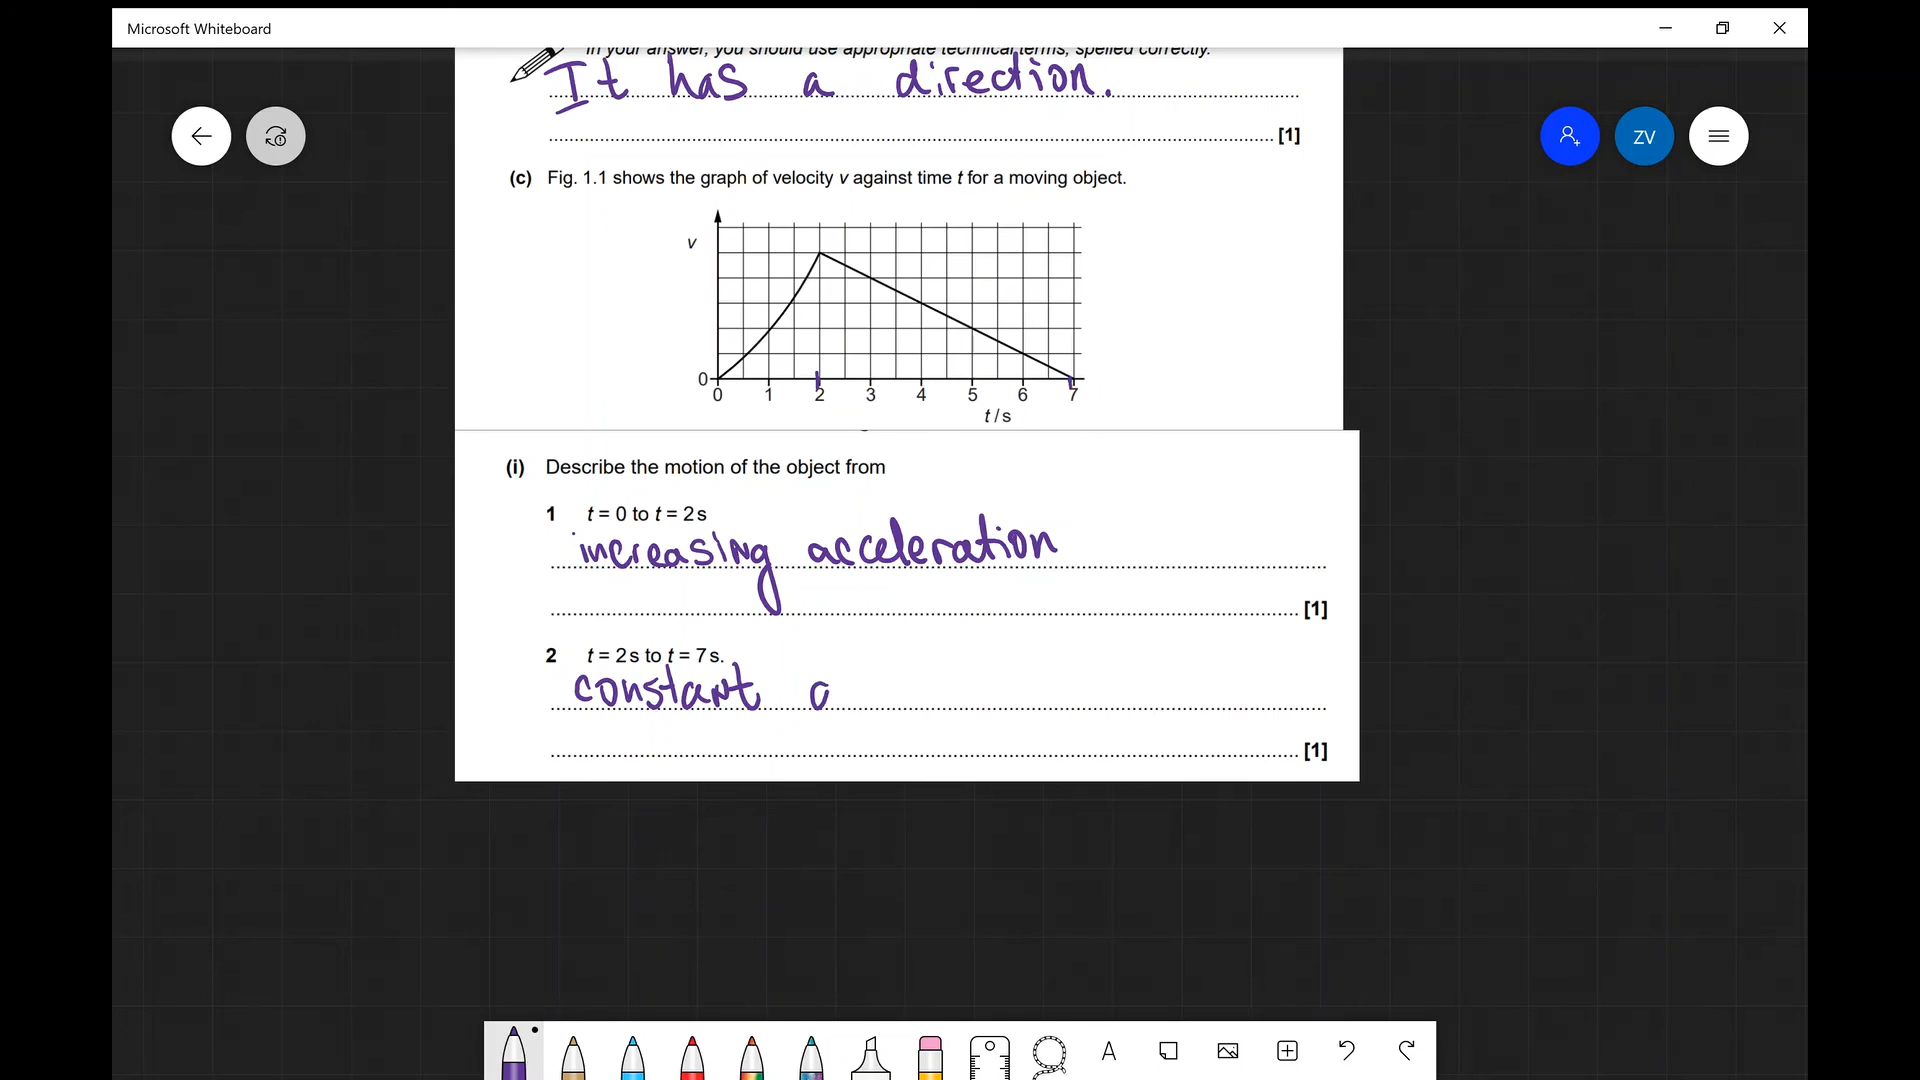 Microsoft Whiteboard
In your answer, you should use appropriate technical terms, spelled correctly.
It has a direction.
[1]
ZV
(c) Fig. 1.1 shows the graph of velocity v against time t for a moving object.
v
0
0 1 2 3 4 5 6 7
t / s
(i) Describe the motion of the object from
1 t = 0 to t = 2 s
increasing acceleration
[1]
2 t = 2 s to t = 7 s.
constant a
[1]
A